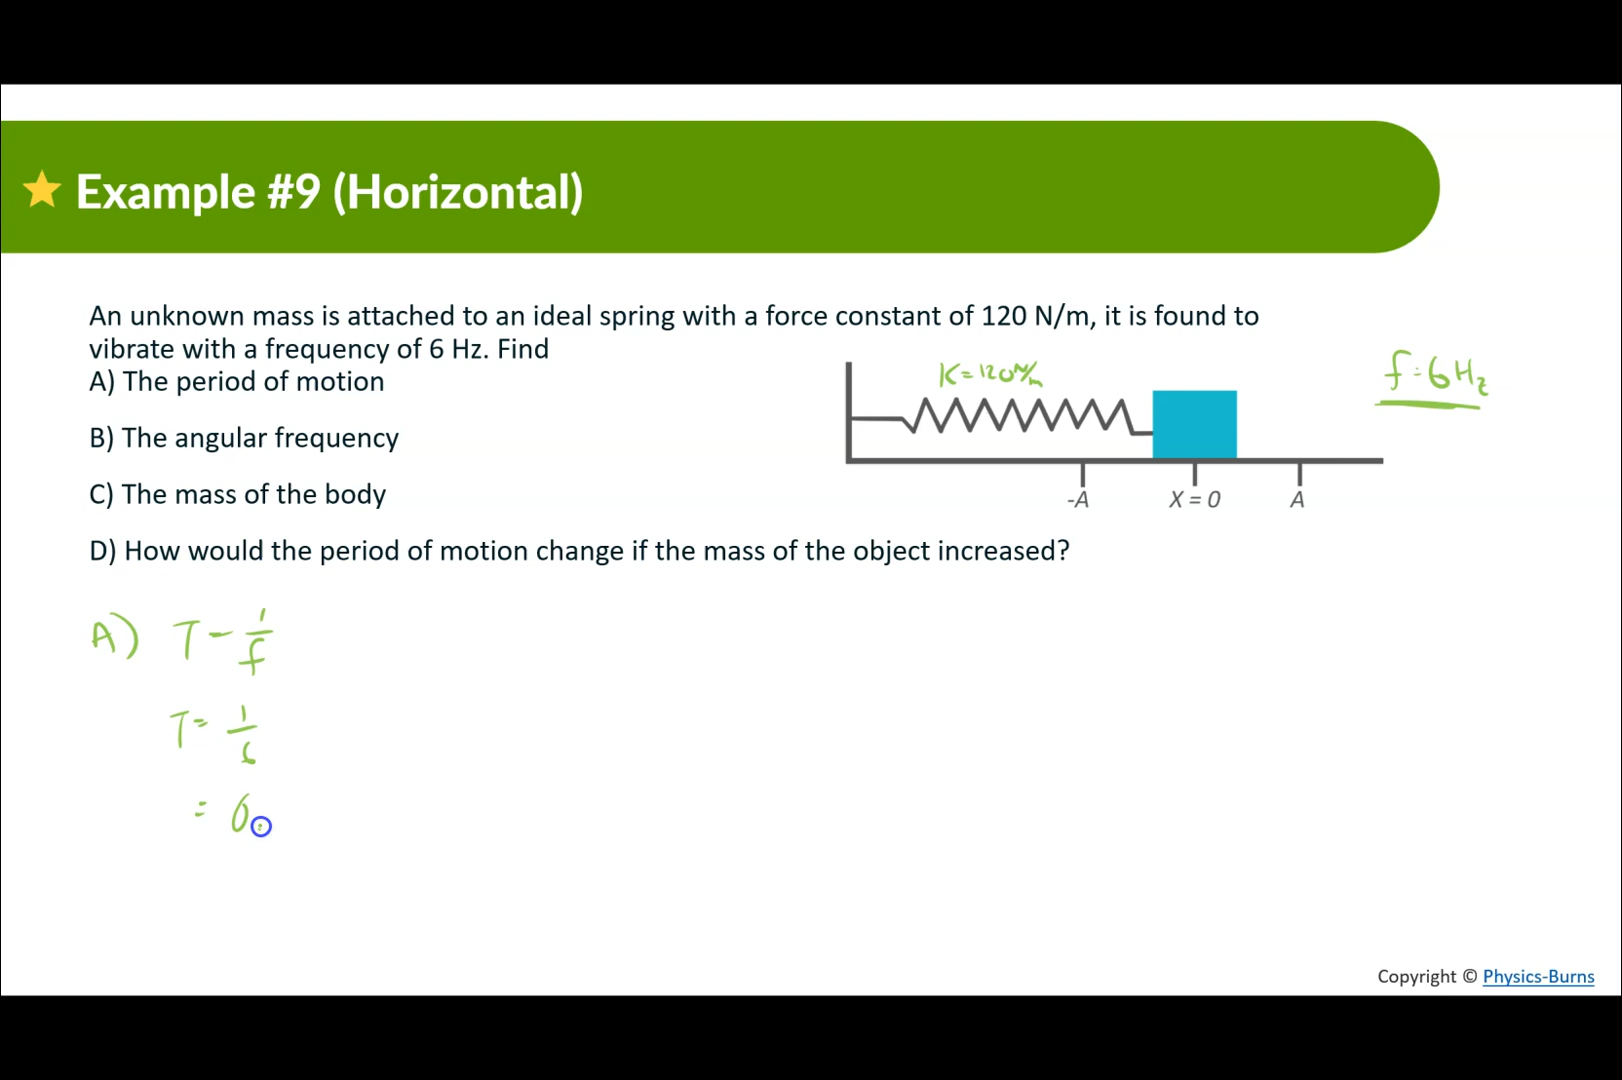 Example #9 (Horizontal)
An unknown mass is attached to an ideal spring with a force constant of 120 N/m, it is found to
vibrate with a frequency of 6 Hz. Find
A) The period of motion
B) The angular frequency
C) The mass of the body
D) How would the period of motion change if the mass of the object increased?
K=120N/m
f=6Hz
-A X = 0 A
A) T = 1/f
T = 1/6
= 0.
Copyright © Physics-Burns